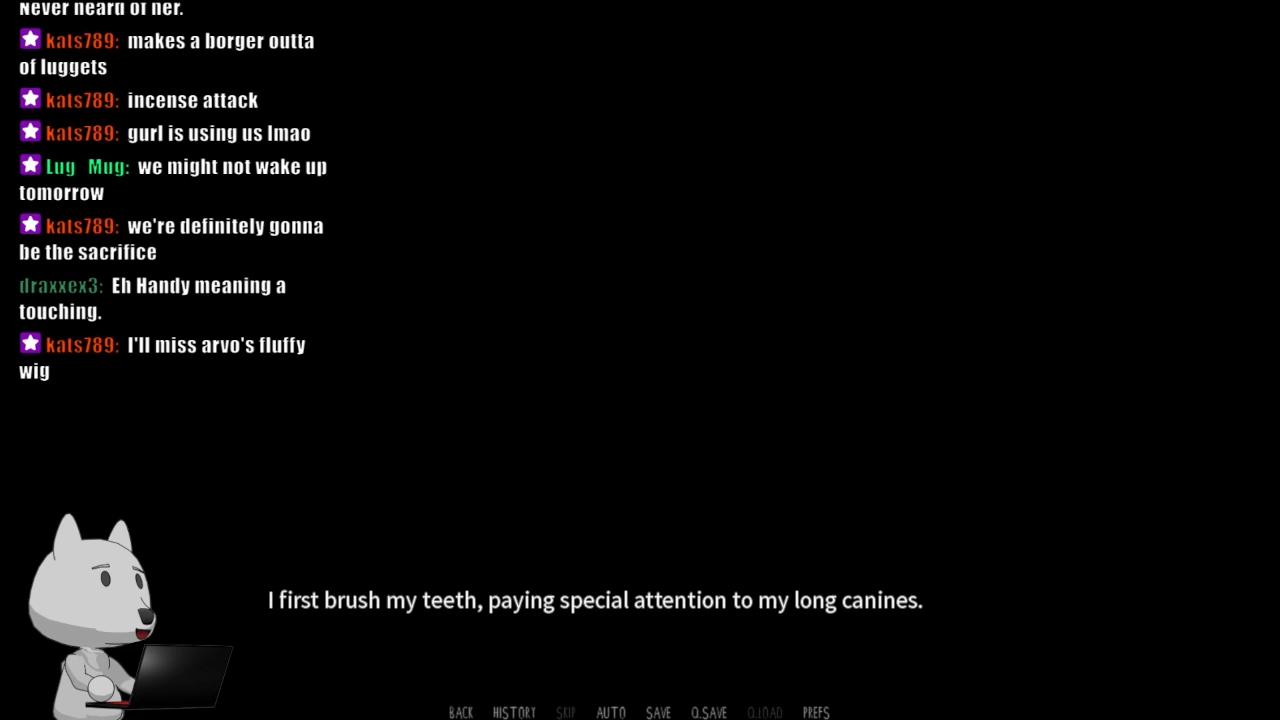 Never heard of her.
kats789: makes a borger outta
of luggets
kats789: incense attack
kats789: gurl is using us lmao
Lug_Mug: we might not wake up
tomorrow
kats789: we're definitely gonna
be the sacrifice
draxxex3: Eh Handy meaning a
touching.
kats789: I'll miss arvo's fluffy
wig
I first brush my teeth, paying special attention to my long canines.
BACK HISTORY SKIP AUTO SAVE Q.SAVE Q.LOAD PREFS